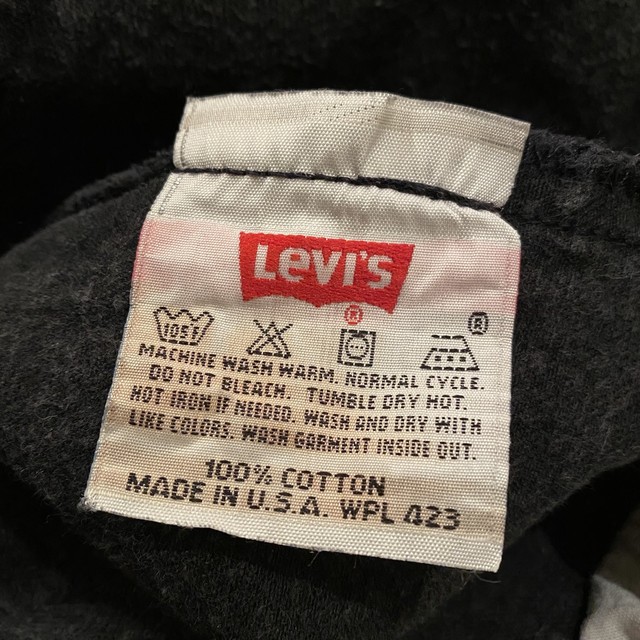 Levi's
®
®
105F
MACHINE WASH WARM. NORMAL CYCLE.
DO NOT BLEACH. TUMBLE DRY HOT.
HOT IRON IF NEEDED. WASH AND DRY WITH
LIKE COLORS. WASH GARMENT INSIDE OUT.
100% COTTON
MADE IN U.S.A. WPL 423